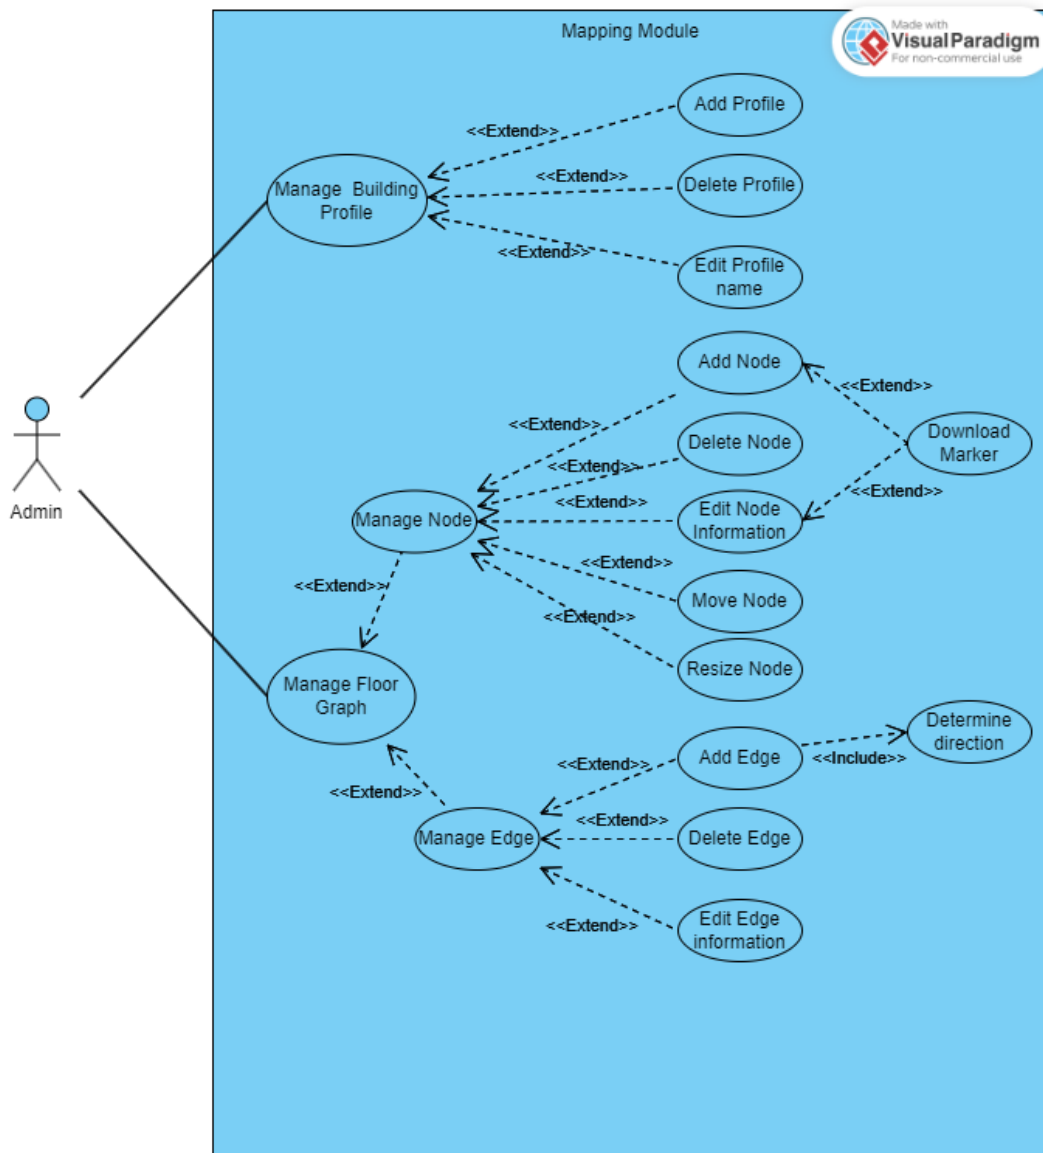 Mapping Module
Made with
Visual Paradigm
For non-commercial use
Add Profile
<<Extend>>
Manage Building
Profile
<<Extend>>
Delete Profile
<<Extend>>
Edit Profile
name
Add Node
<<Extend>>
<<Extend>>
Delete Node
Download
Marker
<<Extend>>
<<Extend>>
<<Extend>>
Manage Node
Edit Node
Information
Admin
<<Extend>>
<<Extend>>
Move Node
<<Extend>>
Resize Node
Manage Floor
Graph
Determine
direction
Add Edge
<<Extend>>
<<Include>>
<<Extend>>
<<Extend>>
Manage Edge
Delete Edge
<<Extend>>
Edit Edge
information